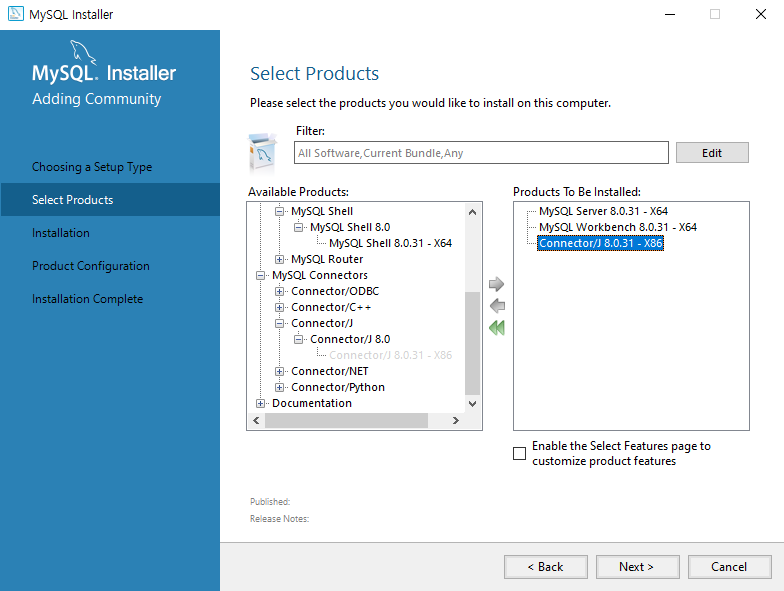 MySQL Installer
MySQL. Installer
Adding Community
Choosing a Setup Type
Select Products
Installation
Product Configuration
Installation Complete
Select Products
Please select the products you would like to install on this computer.
Filter:
All Software,Current Bundle,Any
Edit
Available Products:
MySQL Shell
MySQL Shell 8.0
MySQL Shell 8.0.31 - X64
MySQL Router
MySQL Connectors
Connector/ODBC
Connector/C++
Connector/J
Connector/J 8.0
Connector/J 8.0.31 - X86
Connector/NET
Connector/Python
Documentation
Products To Be Installed:
MySQL Server 8.0.31 - X64
MySQL Workbench 8.0.31 - X64
Connector/J 8.0.31 - X86
Enable the Select Features page to
customize product features
Published:
Release Notes:
< Back
Next >
Cancel